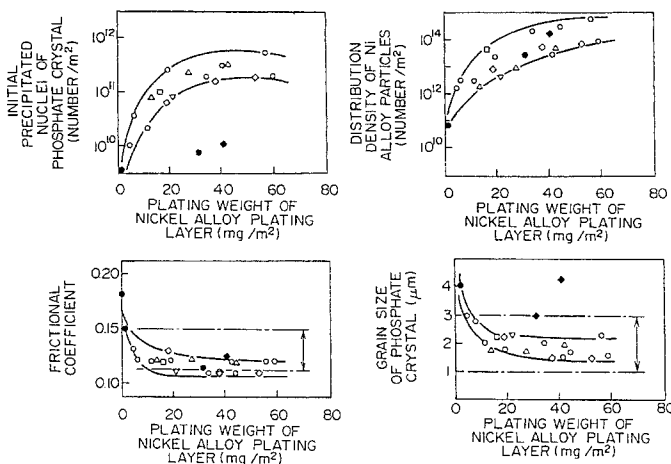 INITIAL
PRECIPITATED
NUCLEI OF
PHOSPHATE CRYSTAL
(NUMBER/m²)
10¹²
10¹¹
10¹⁰
0 20 40 60 80
PLATING WEIGHT OF
NICKEL ALLOY PLATING
LAYER (mg/m²)
DISTRIBUTION
DENSITY OF Ni
ALLOY PARTICLES
(NUMBER/m²)
10¹⁴
10¹²
10¹⁰
0 20 40 60 80
PLATING WEIGHT OF
NICKEL ALLOY PLATING
LAYER (mg/m²)
FRICTIONAL
COEFFICIENT
0.20
0.15
0.10
0 20 40 60 80
PLATING WEIGHT OF
NICKEL ALLOY PLATING
LAYER (mg/m²)
GRAIN SIZE
OF PHOSPHATE
CRYSTAL (μm)
4
3
2
1
0 20 40 60 80
PLATING WEIGHT OF
NICKEL ALLOY PLATING
LAYER (mg/m²)